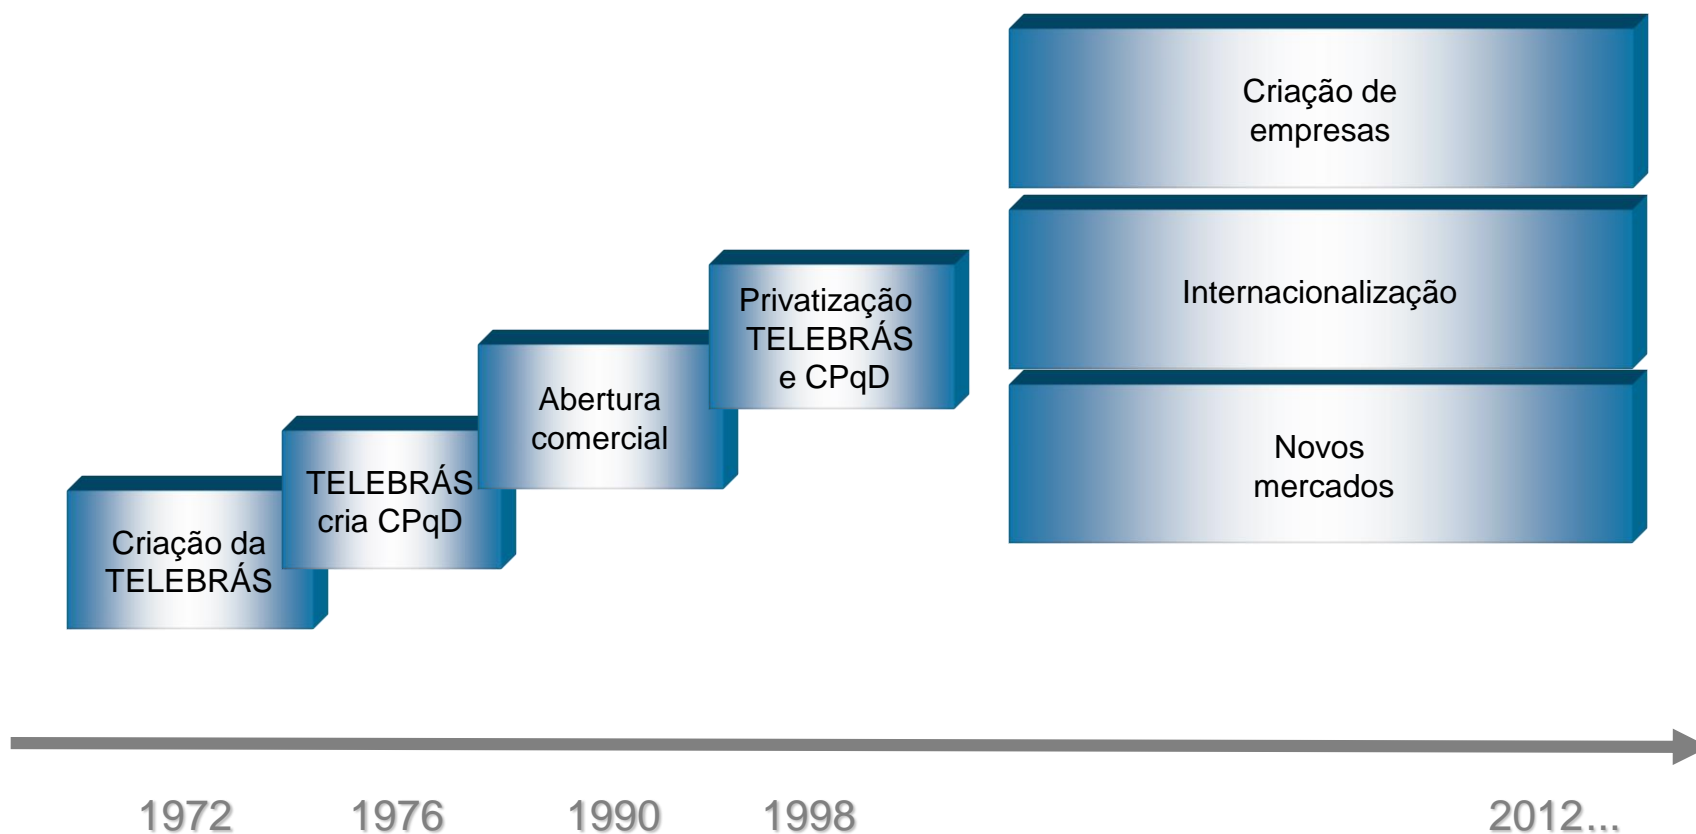 Criação de
empresas
Internacionalização
Novos
mercados
Privatização
TELEBRÁS
e CPqD
Abertura
comercial
TELEBRÁS
cria CPqD
Criação da
TELEBRÁS
1972
1976
1990
1998
2012...